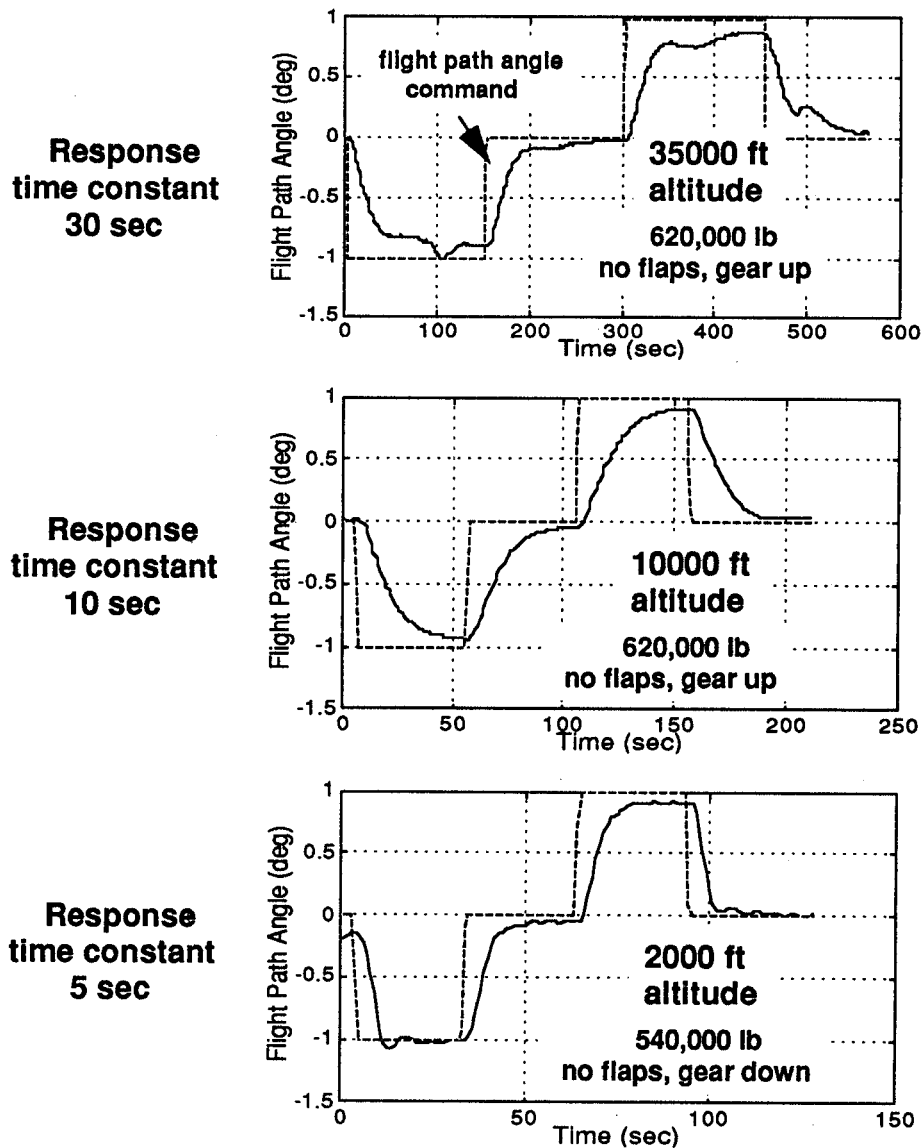 Response
time constant
30 sec
Flight Path Angle (deg)
1
0.5
0
-0.5
-1
-1.5
flight path angle
command
35000 ft
altitude
620,000 lb
no flaps, gear up
0
100
200
300
400
500
600
Time (sec)
Response
time constant
10 sec
Flight Path Angle (deg)
1
0.5
0
-0.5
-1
-1.5
10000 ft
altitude
620,000 lb
no flaps, gear up
0
50
100
150
200
250
Time (sec)
Response
time constant
5 sec
Flight Path Angle (deg)
1
0.5
0
-0.5
-1
-1.5
2000 ft
altitude
540,000 lb
no flaps, gear down
0
50
100
150
Time (sec)